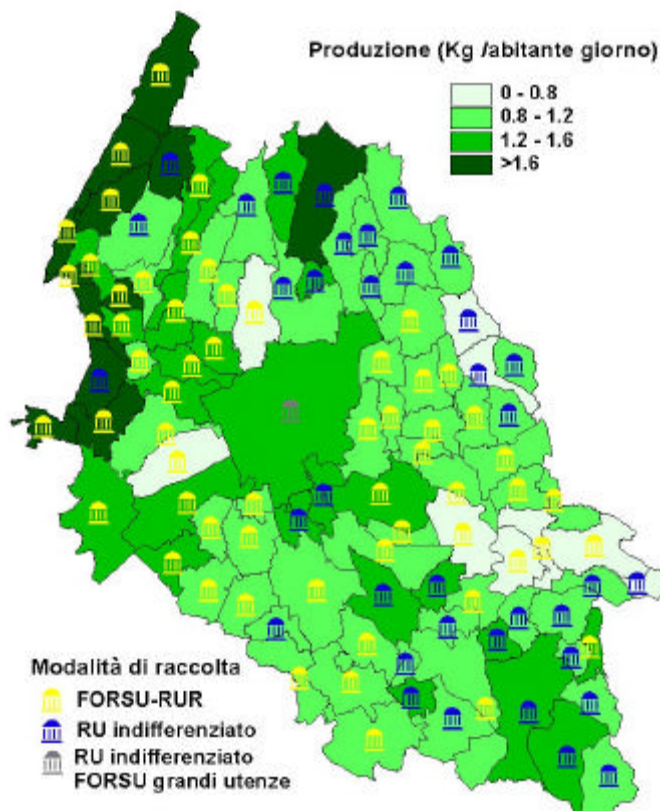 Produzione (Kg /abitante giorno)
0 - 0.8
0.8 - 1.2
1.2 - 1.6
>1.6
Modalità di raccolta
FORSU-RUR
RU indifferenziato
RU indifferenziato
FORSU grandi utenze